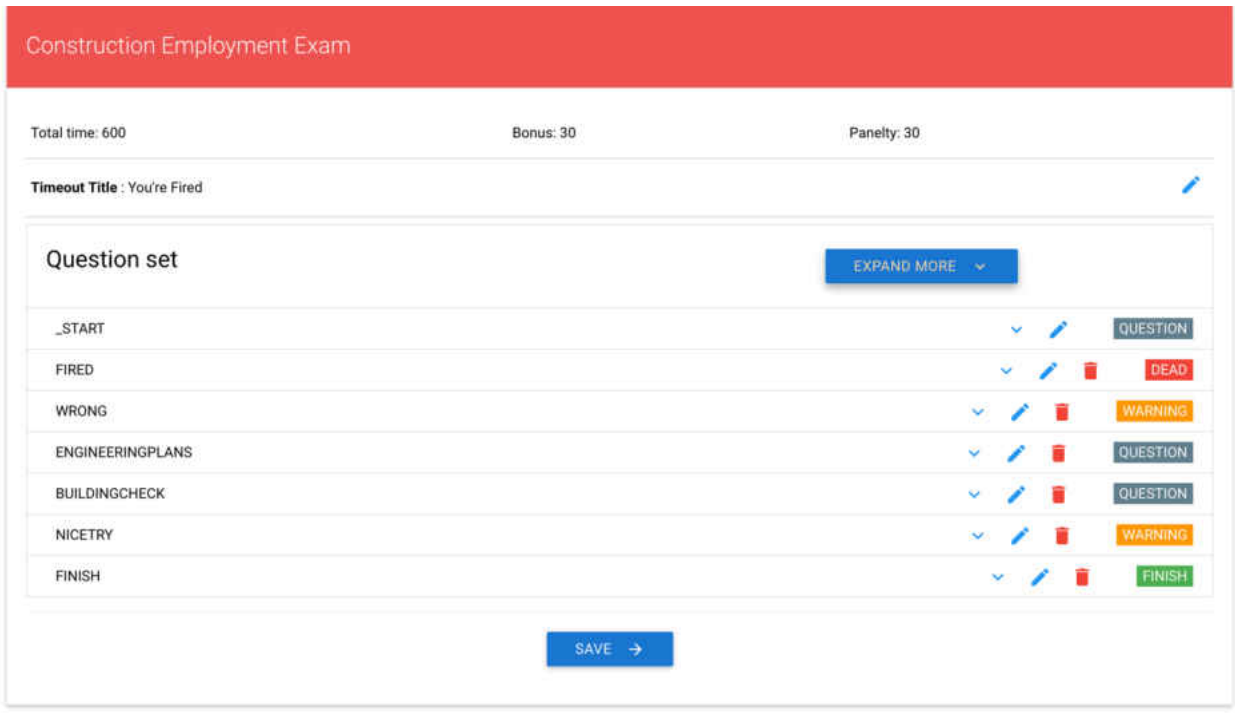 Construction Employment Exam
Total time: 600 Bonus: 30 Panelty: 30
Timeout Title : You're Fired
Question set EXPAND MORE
_START QUESTION
FIRED DEAD
WRONG WARNING
ENGINEERINGPLANS QUESTION
BUILDINGCHECK QUESTION
NICETRY WARNING
FINISH FINISH
SAVE